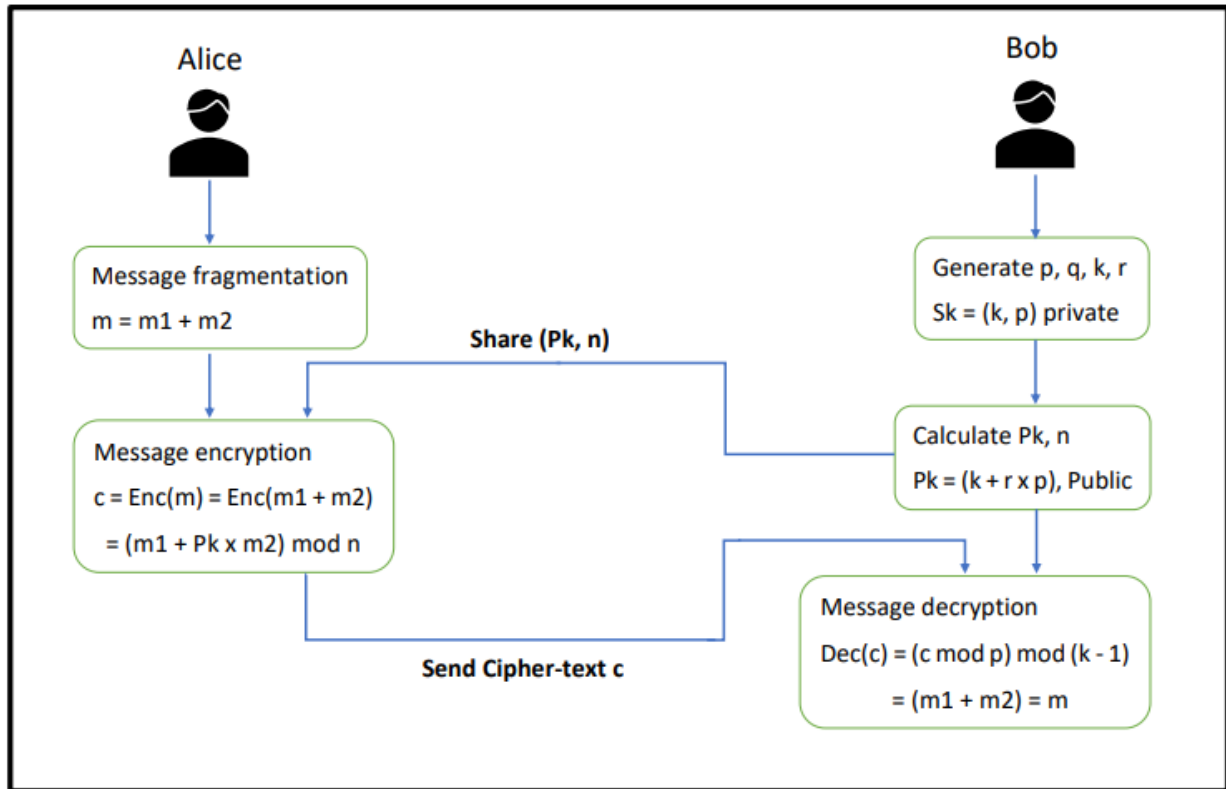 Alice
Bob
Message fragmentation
m = m1 + m2
Generate p, q, k, r
Sk = (k, p) private
Share (Pk, n)
Message encryption
c = Enc(m) = Enc(m1 + m2)
= (m1 + Pk x m2) mod n
Calculate Pk, n
Pk = (k + r x p), Public
Send Cipher-text c
Message decryption
Dec(c) = (c mod p) mod (k - 1)
= (m1 + m2) = m